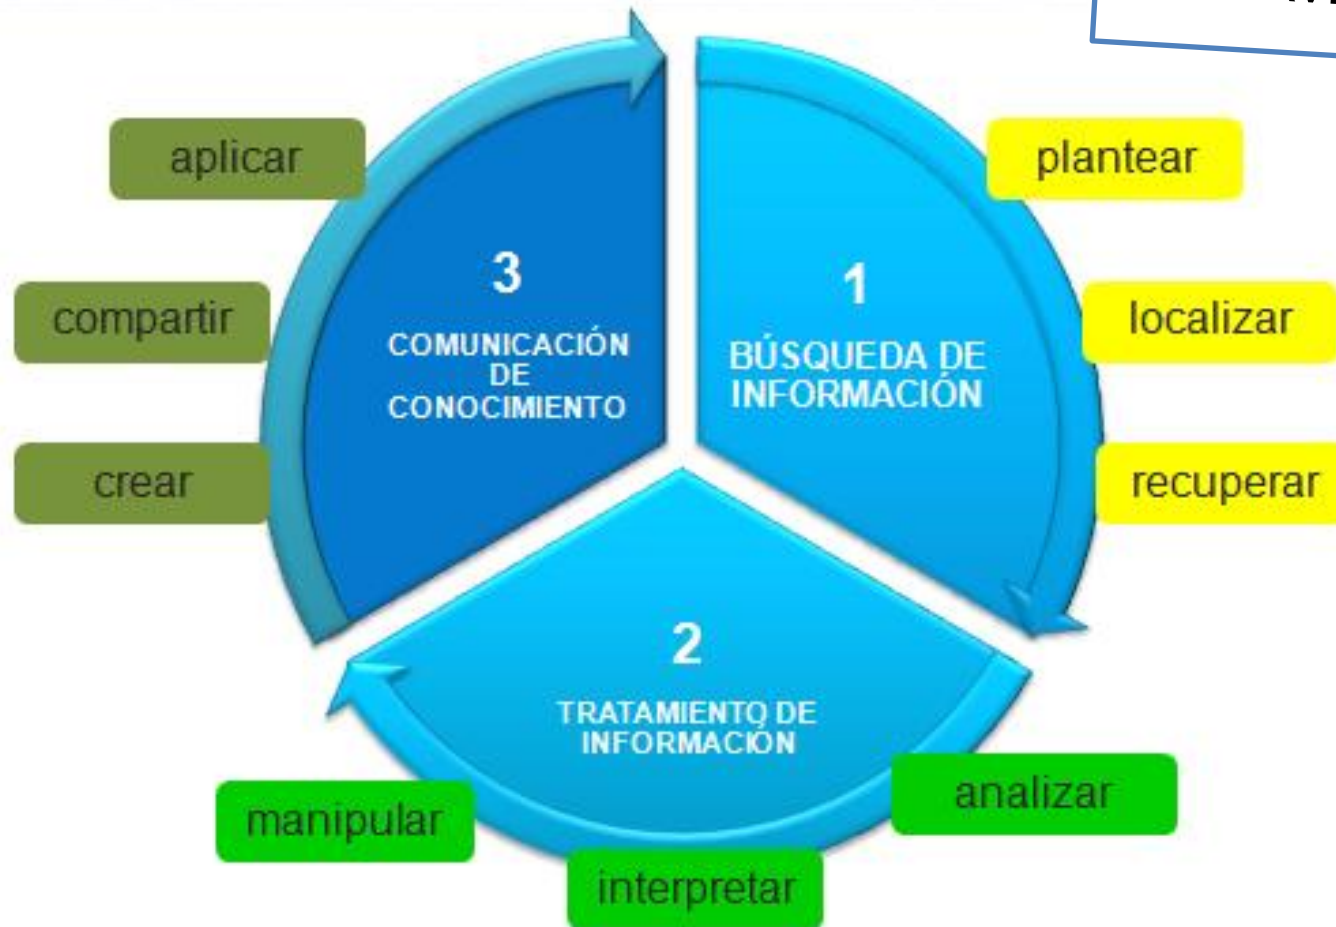 1
BÚSQUEDA DE
INFORMACIÓN
plantear
localizar
recuperar
2
TRATAMIENTO DE
INFORMACIÓN
analizar
interpretar
manipular
3
COMUNICACIÓN
DE
CONOCIMIENTO
crear
compartir
aplicar